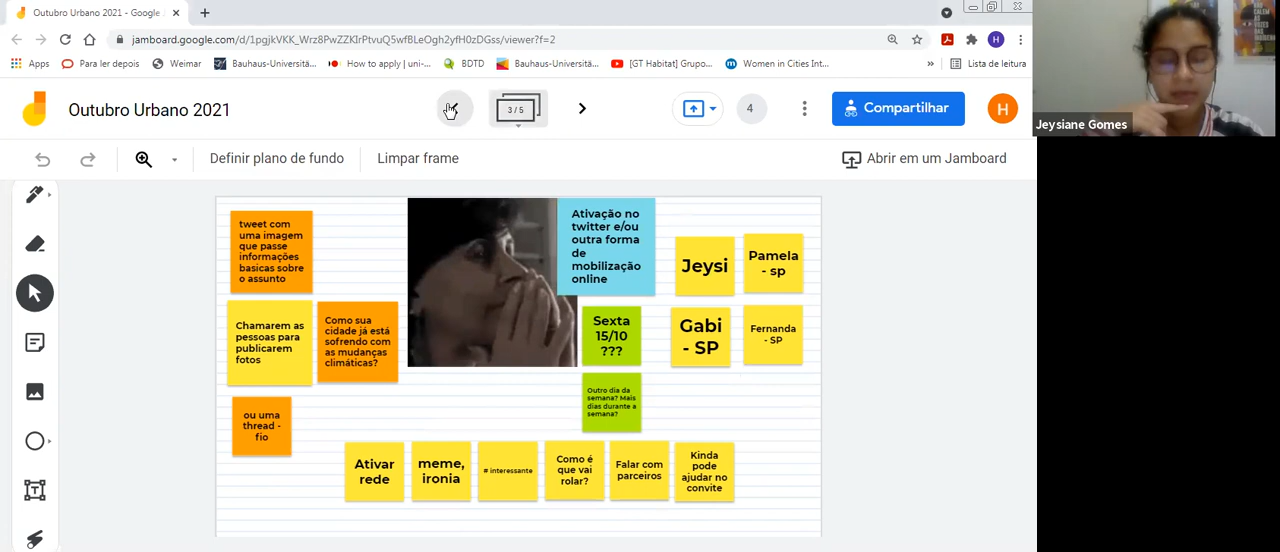 Outubro Urbano 2021 - Google
jamboard.google.com/d/1pgjkVKK_Wrz8PwZZKIrPtvuQ5wfBLeOgh2yfH0zDGss/viewer?f=2
Apps
Para ler depois
Weimar
Bauhaus-Universitä...
How to apply | uni-...
BDTD
Bauhaus-Universitä...
[GT Habitat] Grupo...
Women in Cities Int...
»
Lista de leitura
Outubro Urbano 2021
3 / 5
4
Compartilhar
H
Definir plano de fundo
Limpar frame
Abrir em um Jamboard
tweet com
uma imagem
que passe
informações
basicas sobre
o assunto
Ativação no
twitter e/ou
outra forma
de
mobilização
online
Jeysi
Pamela
- sp
Chamarem as
pessoas para
publicarem
fotos
Como sua
cidade já está
sofrendo com
as mudanças
climáticas?
Sexta
15/10
???
Gabi
- SP
Fernanda
- SP
Outro dia da
semana? Mais
dias durante a
semana?
ou uma
thread -
fio
Ativar
rede
meme,
ironia
# interessante
Como é
que vai
rolar?
Falar com
parceiros
Kinda
pode
ajudar no
convite
Jeysiane Gomes